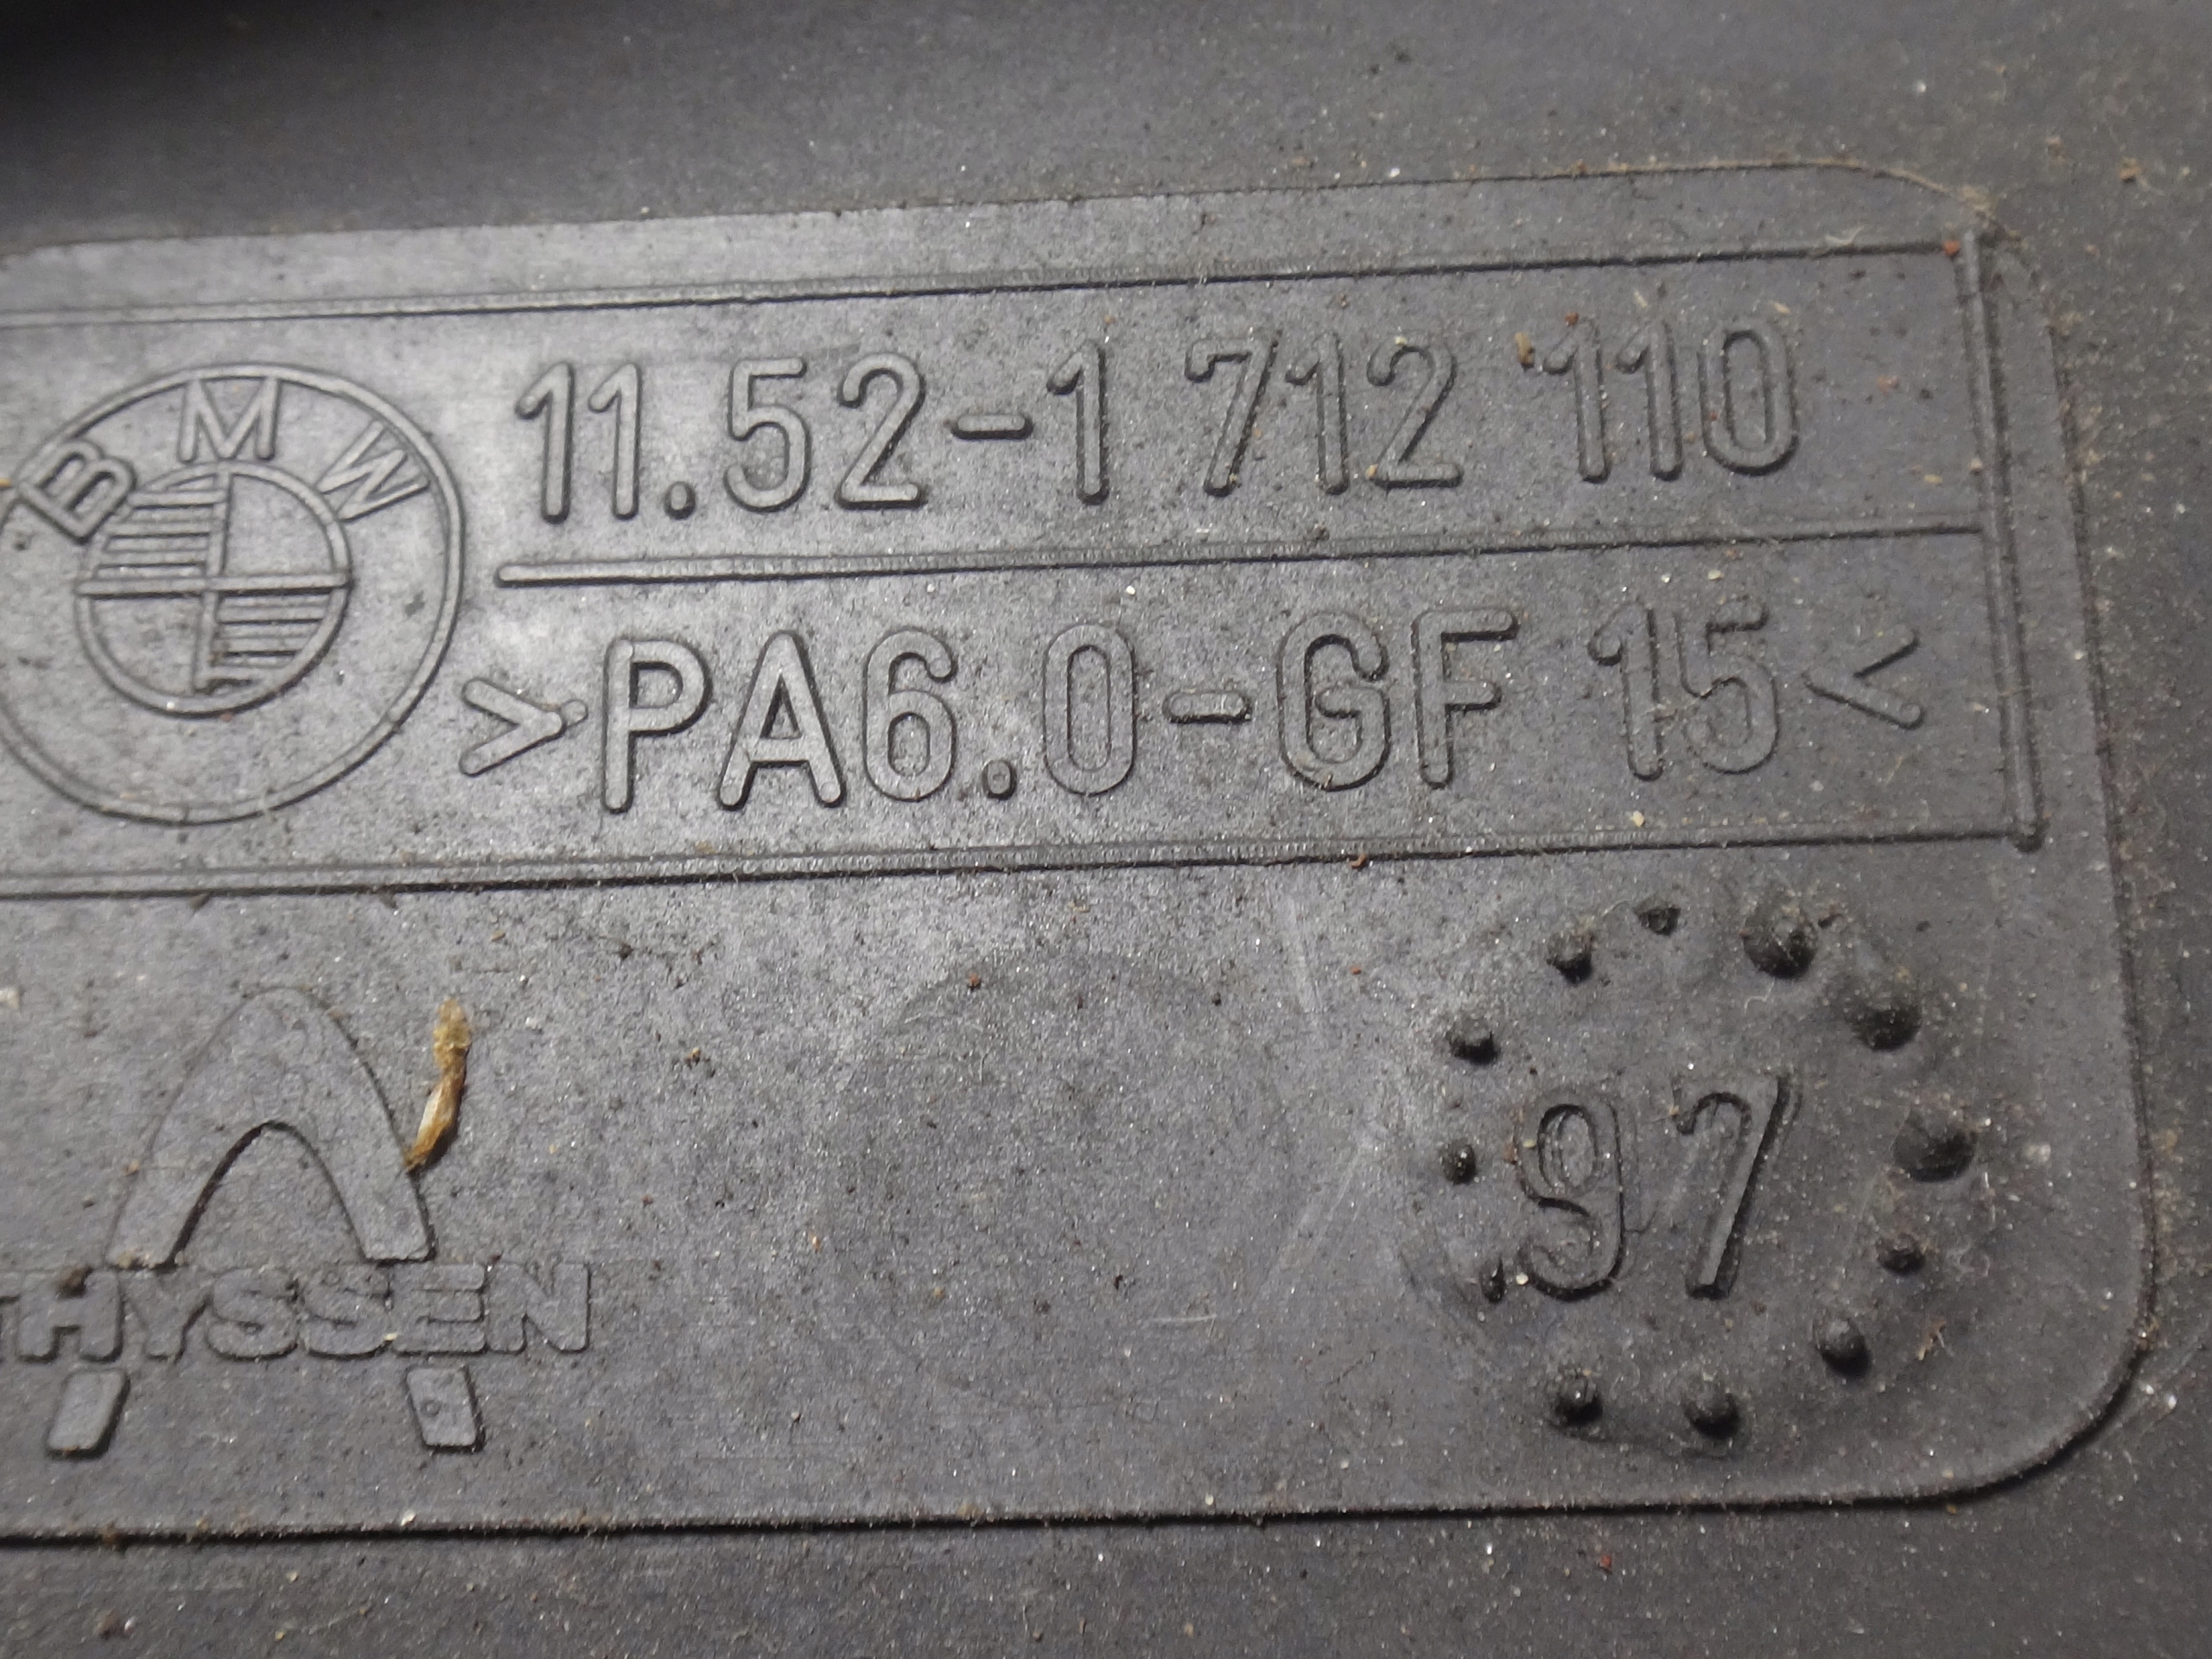 BMW
11.52-1 712 110
>PA6.0-GF 15<
THYSSEN
97